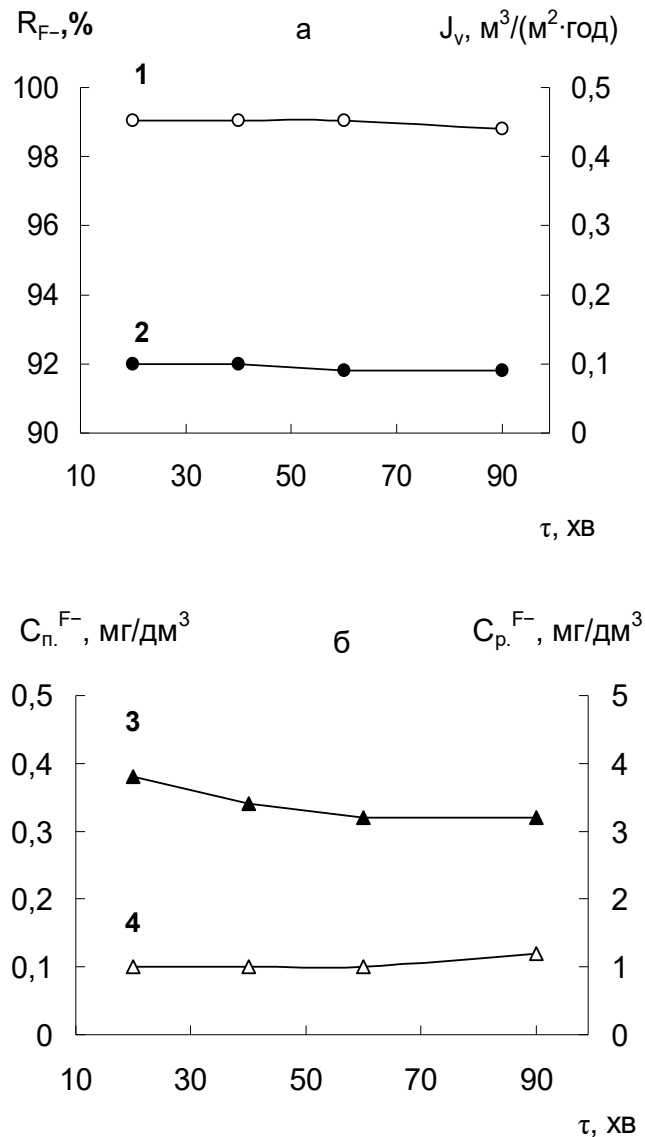 R_F−,% а J_v, м³/(м²·год)
1
100 0,5
98 0,4
96 0,3
94 0,2
2
92 0,1
90 0
10 30 50 70 90
τ, хв
C_п.^F−, мг/дм³ б C_р.^F−, мг/дм³
0,5 5
3
0,4 4
0,3 3
0,2 2
4
0,1 1
0 0
10 30 50 70 90
τ, хв